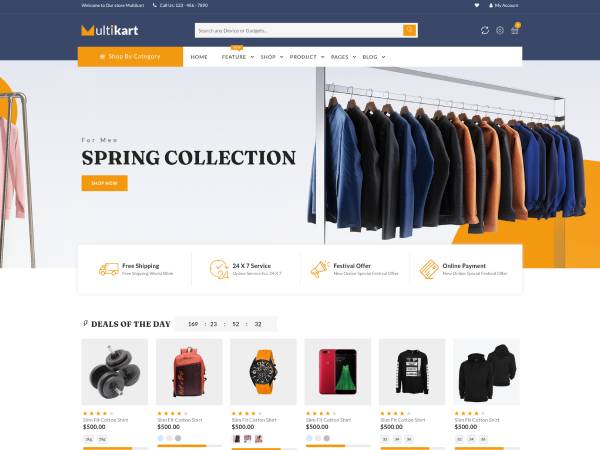 Welcome to Our store Multikart
Call Us: 123 - 456 - 7890
My Account
Multikart
Search any Device or Gadgets...
Shop By Category
HOME
FEATURE
SHOP
PRODUCT
PAGES
BLOG
For Men
SPRING COLLECTION
SHOP NOW
Free Shipping
Free Shipping World Wide
24 X 7 Service
Online Service For 24 X 7
Festival Offer
New Online Special Festival Offer
Online Payment
New Online Special Festival Offer
DEALS OF THE DAY
169 : 23 : 52 : 32
Slim Fit Cotton Shirt
$500.00
Slim Fit Cotton Shirt
$500.00
Slim Fit Cotton Shirt
$500.00
Slim Fit Cotton Shirt
$500.00
Slim Fit Cotton Shirt
$500.00
Slim Fit Cotton Shirt
$500.00